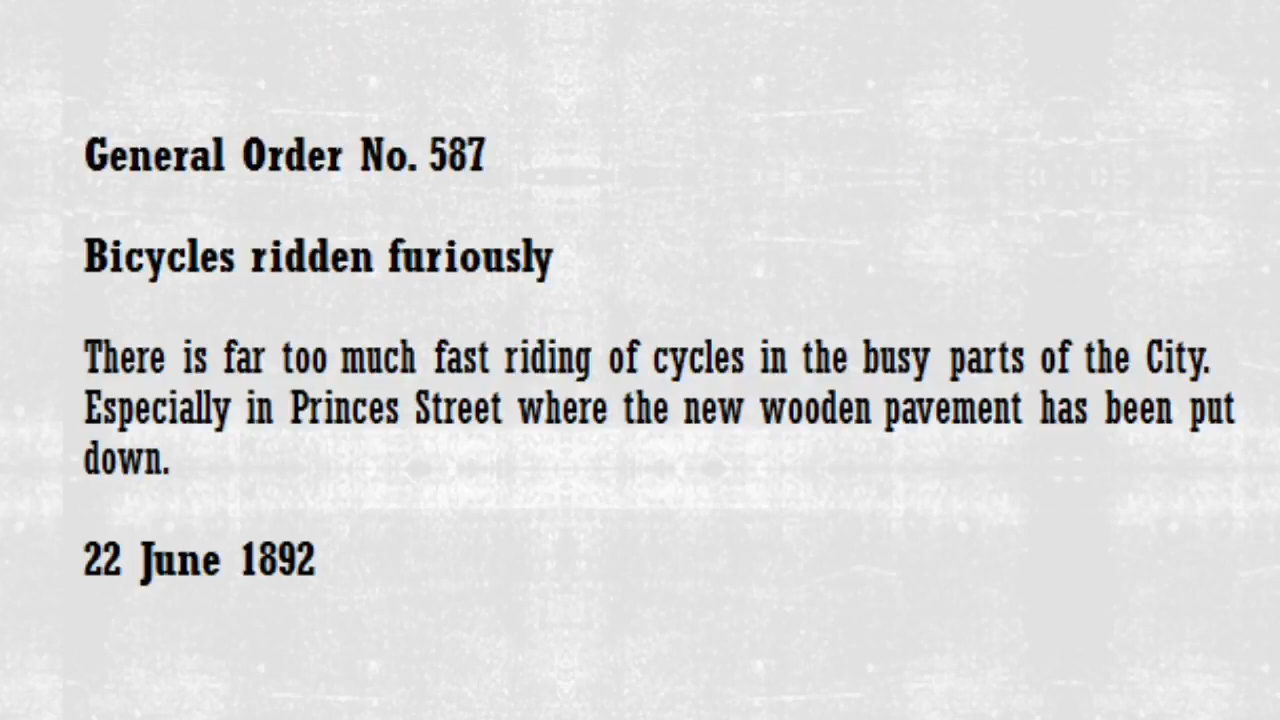 General Order No. 587
Bicycles ridden furiously
There is far too much fast riding of cycles in the busy parts of the City.
Especially in Princes Street where the new wooden pavement has been put
down.
22 June 1892